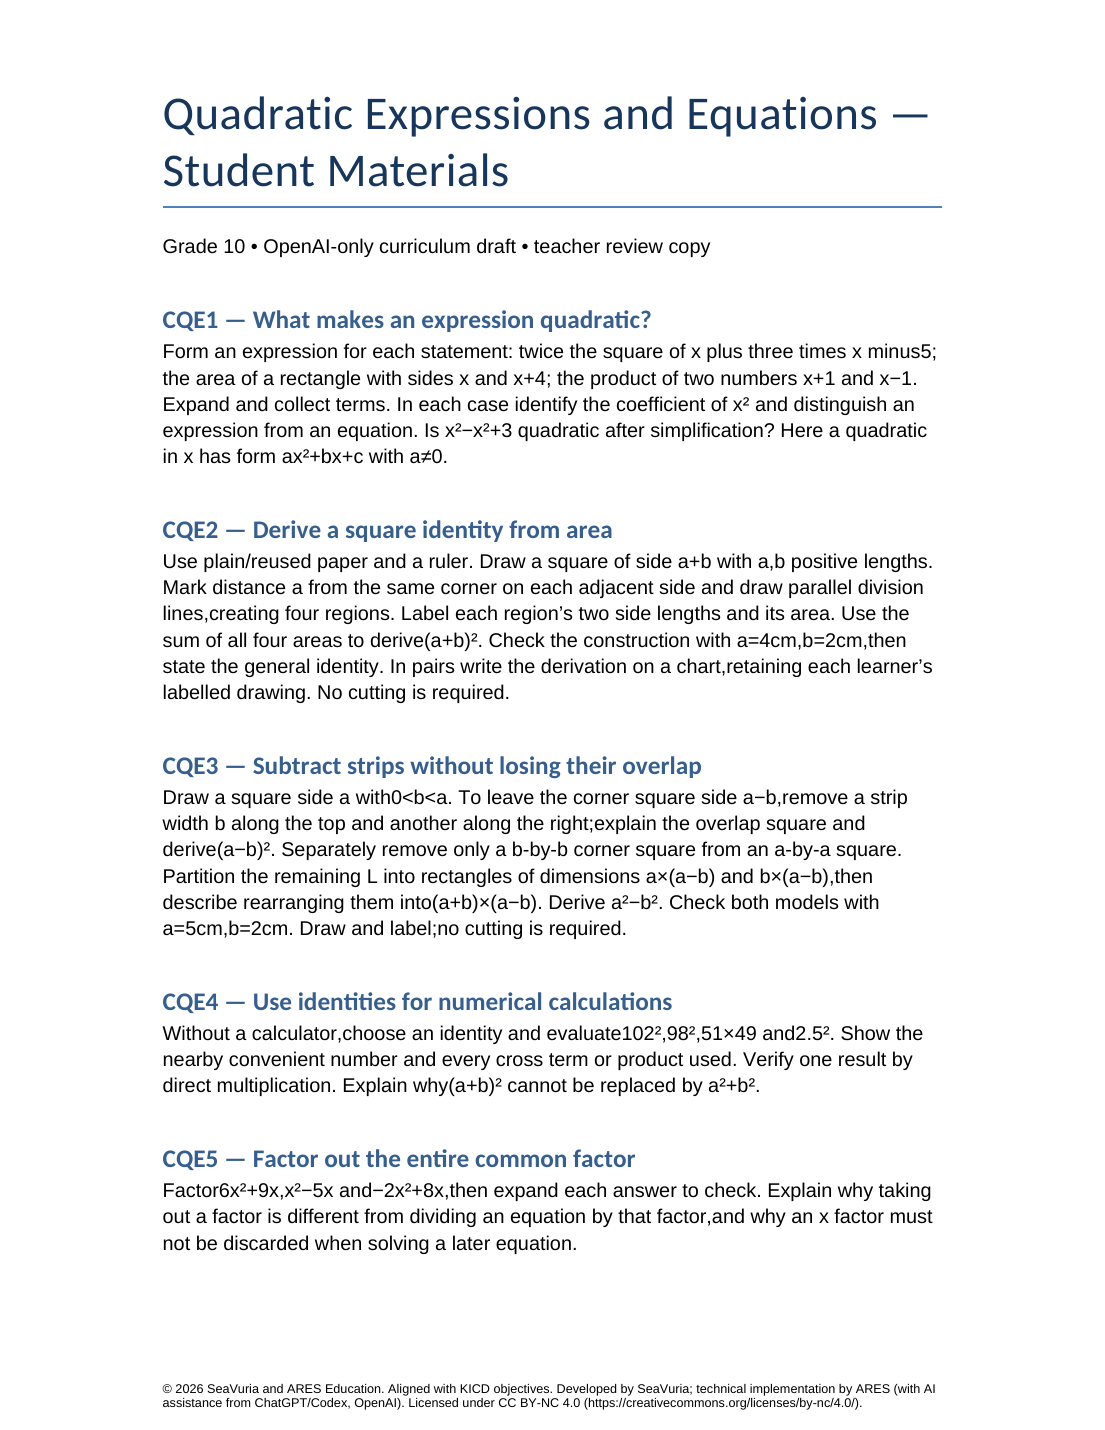 Quadratic Expressions and Equations —
Student Materials
Grade 10 • OpenAI-only curriculum draft • teacher review copy
CQE1 — What makes an expression quadratic?
Form an expression for each statement: twice the square of x plus three times x minus5;
the area of a rectangle with sides x and x+4; the product of two numbers x+1 and x−1.
Expand and collect terms. In each case identify the coefficient of x² and distinguish an
expression from an equation. Is x²−x²+3 quadratic after simplification? Here a quadratic
in x has form ax²+bx+c with a≠0.
CQE2 — Derive a square identity from area
Use plain/reused paper and a ruler. Draw a square of side a+b with a,b positive lengths.
Mark distance a from the same corner on each adjacent side and draw parallel division
lines,creating four regions. Label each region’s two side lengths and its area. Use the
sum of all four areas to derive(a+b)². Check the construction with a=4cm,b=2cm,then
state the general identity. In pairs write the derivation on a chart,retaining each learner’s
labelled drawing. No cutting is required.
CQE3 — Subtract strips without losing their overlap
Draw a square side a with0<b<a. To leave the corner square side a−b,remove a strip
width b along the top and another along the right;explain the overlap square and
derive(a−b)². Separately remove only a b-by-b corner square from an a-by-a square.
Partition the remaining L into rectangles of dimensions a×(a−b) and b×(a−b),then
describe rearranging them into(a+b)×(a−b). Derive a²−b². Check both models with
a=5cm,b=2cm. Draw and label;no cutting is required.
CQE4 — Use identities for numerical calculations
Without a calculator,choose an identity and evaluate102²,98²,51×49 and2.5². Show the
nearby convenient number and every cross term or product used. Verify one result by
direct multiplication. Explain why(a+b)² cannot be replaced by a²+b².
CQE5 — Factor out the entire common factor
Factor6x²+9x,x²−5x and−2x²+8x,then expand each answer to check. Explain why taking
out a factor is different from dividing an equation by that factor,and why an x factor must
not be discarded when solving a later equation.
© 2026 SeaVuria and ARES Education. Aligned with KICD objectives. Developed by SeaVuria; technical implementation by ARES (with AI
assistance from ChatGPT/Codex, OpenAI). Licensed under CC BY-NC 4.0 (https://creativecommons.org/licenses/by-nc/4.0/).